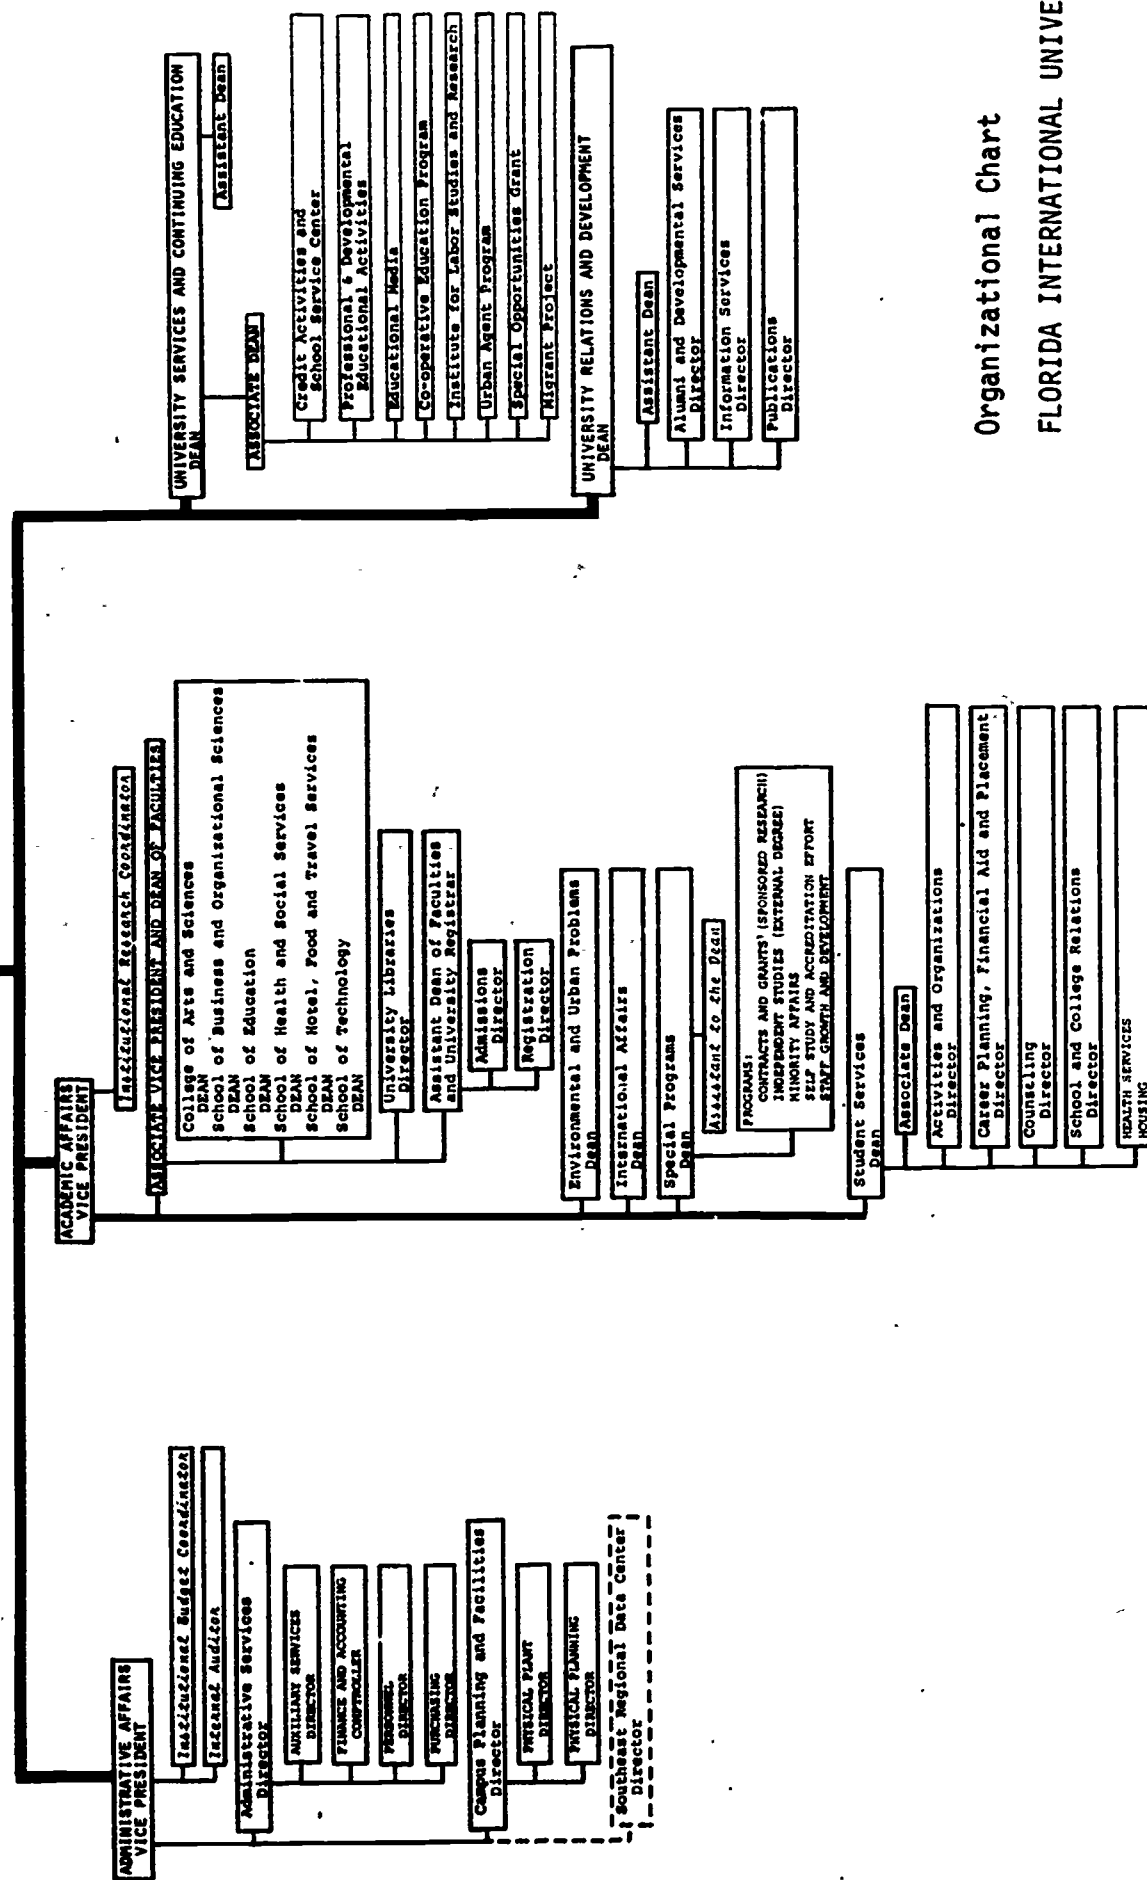 ADMINISTRATIVE AFFAIRS
VICE PRESIDENT
Institutional Budget Coordinator
Internal Auditor
Administrative Services
Director
AUXILIARY SERVICES
DIRECTOR
FINANCE AND ACCOUNTING
COMPTROLLER
PERSONNEL
DIRECTOR
PURCHASING
DIRECTOR
Campus Planning and Facilities
Director
PHYSICAL PLANT
DIRECTOR
PHYSICAL PLANNING
DIRECTOR
Southeast Regional Data Center
Director
ACADEMIC AFFAIRS
VICE PRESIDENT
Institutional Research Coordinator
ASSOCIATE VICE PRESIDENT AND DEAN OF FACULTIES
College of Arts and Sciences
DEAN
School of Business and Organizational Sciences
DEAN
School of Education
DEAN
School of Health and Social Services
DEAN
School of Hotel, Food and Travel Services
DEAN
School of Technology
DEAN
University Libraries
Director
Assistant Dean of Faculties
and University Registrar
Admissions
Director
Registration
Director
Environmental and Urban Problems
Dean
International Affairs
Dean
Special Programs
Dean
Assistant to the Dean
PROGRAMS:
CONTRACTS AND GRANTS' (SPONSORED RESEARCH)
INDEPENDENT STUDIES (EXTERNAL DEGREE)
MINORITY AFFAIRS
SELF STUDY AND ACCREDITATION EFFORT
STAFF GROWTH AND DEVELOPMENT
Student Services
Dean
Associate Dean
Activities and Organizations
Director
Career Planning, Financial Aid and Placement
Director
Counseling
Director
School and College Relations
Director
HEALTH SERVICES
HOUSING
UNIVERSITY SERVICES AND CONTINUING EDUCATION
DEAN
Assistant Dean
ASSOCIATE DEAN
Credit Activities and
School Service Center
Professional & Developmental
Educational Activities
Educational Media
Co-operative Education Program
Institute for Labor Studies and Research
Urban Agent Program
Special Opportunities Grant
Migrant Project
UNIVERSITY RELATIONS AND DEVELOPMENT
DEAN
Assistant Dean
Alumni and Developmental Services
Director
Information Services
Director
Publications
Director
Organizational Chart
FLORIDA INTERNATIONAL UNIVE